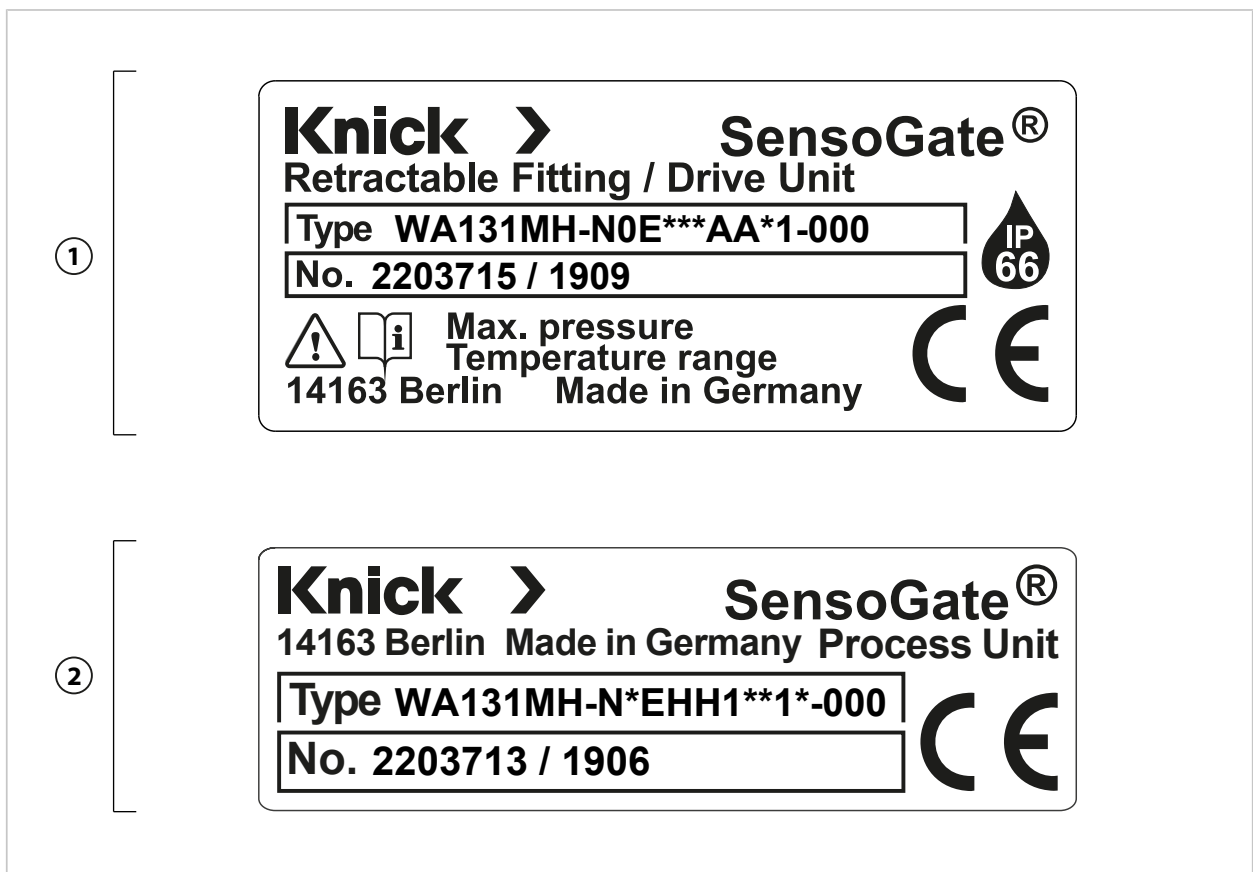 1
Knick >
SensoGate®
Retractable Fitting / Drive Unit
Type WA131MH-N0E***AA*1-000
No. 2203715 / 1909
IP
66
i
Max. pressure
Temperature range
14163 Berlin Made in Germany
CE
2
Knick >
SensoGate®
14163 Berlin Made in Germany Process Unit
Type WA131MH-N*EHH1**1*-000
No. 2203713 / 1906
CE